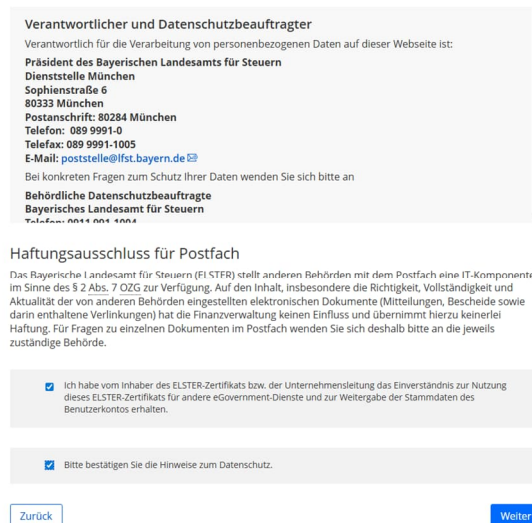 Verantwortlicher und Datenschutzbeauftragter
Verantwortlich für die Verarbeitung von personenbezogenen Daten auf dieser Webseite ist:
Präsident des Bayerischen Landesamts für Steuern
Dienststelle München
Sophienstraße 6
80333 München
Postanschrift: 80284 München
Telefon: 089 9991-0
Telefax: 089 9991-1005
E-Mail: poststelle@lfst.bayern.de
Bei konkreten Fragen zum Schutz Ihrer Daten wenden Sie sich bitte an
Behördliche Datenschutzbeauftragte
Bayerisches Landesamt für Steuern
Telefon: 0911 991-1004
Haftungsausschluss für Postfach
Das Bayerische Landesamt für Steuern (ELSTER) stellt anderen Behörden mit dem Postfach eine IT-Komponente
im Sinne des § 2 Abs. 7 OZG zur Verfügung. Auf den Inhalt, insbesondere die Richtigkeit, Vollständigkeit und
Aktualität der von anderen Behörden eingestellten elektronischen Dokumente (Mitteilungen, Bescheide sowie
darin enthaltene Verlinkungen) hat die Finanzverwaltung keinen Einfluss und übernimmt hierzu keinerlei
Haftung. Für Fragen zu einzelnen Dokumenten im Postfach wenden Sie sich deshalb bitte an die jeweils
zuständige Behörde.
Ich habe vom Inhaber des ELSTER-Zertifikats bzw. der Unternehmensleitung das Einverständnis zur Nutzung
dieses ELSTER-Zertifikats für andere eGovernment-Dienste und zur Weitergabe der Stammdaten des
Benutzerkontos erhalten.
Bitte bestätigen Sie die Hinweise zum Datenschutz.
Zurück
Weiter